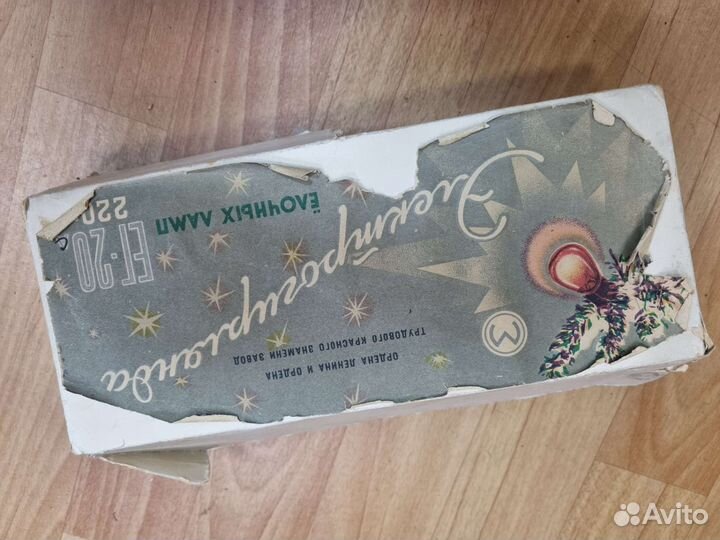 Электрогирлянда
ЁЛОЧНЫХ ЛАМП
ЕГ-20
220
ОРДЕНА ЛЕНИНА И ОРДЕНА
ТРУДОВОГО КРАСНОГО ЗНАМЕНИ ЗАВОД
Avito